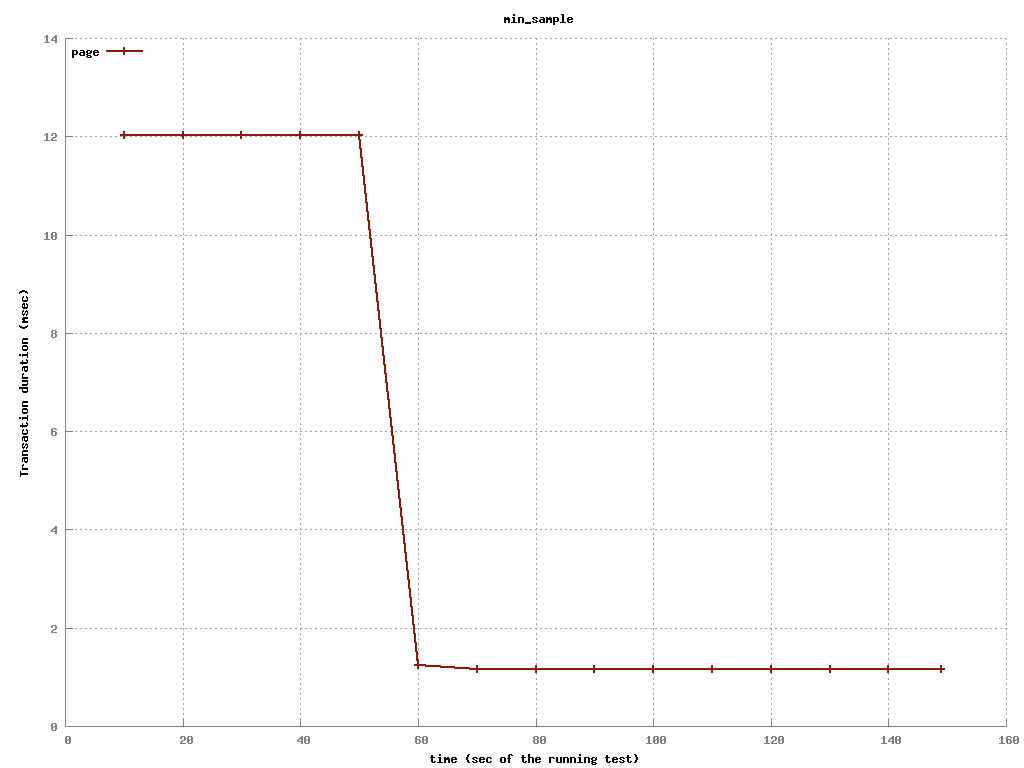 min_sample
page
14
12
10
8
6
4
2
0
Transaction duration (msec)
0 20 40 60 80 100 120 140 160
time (sec of the running test)